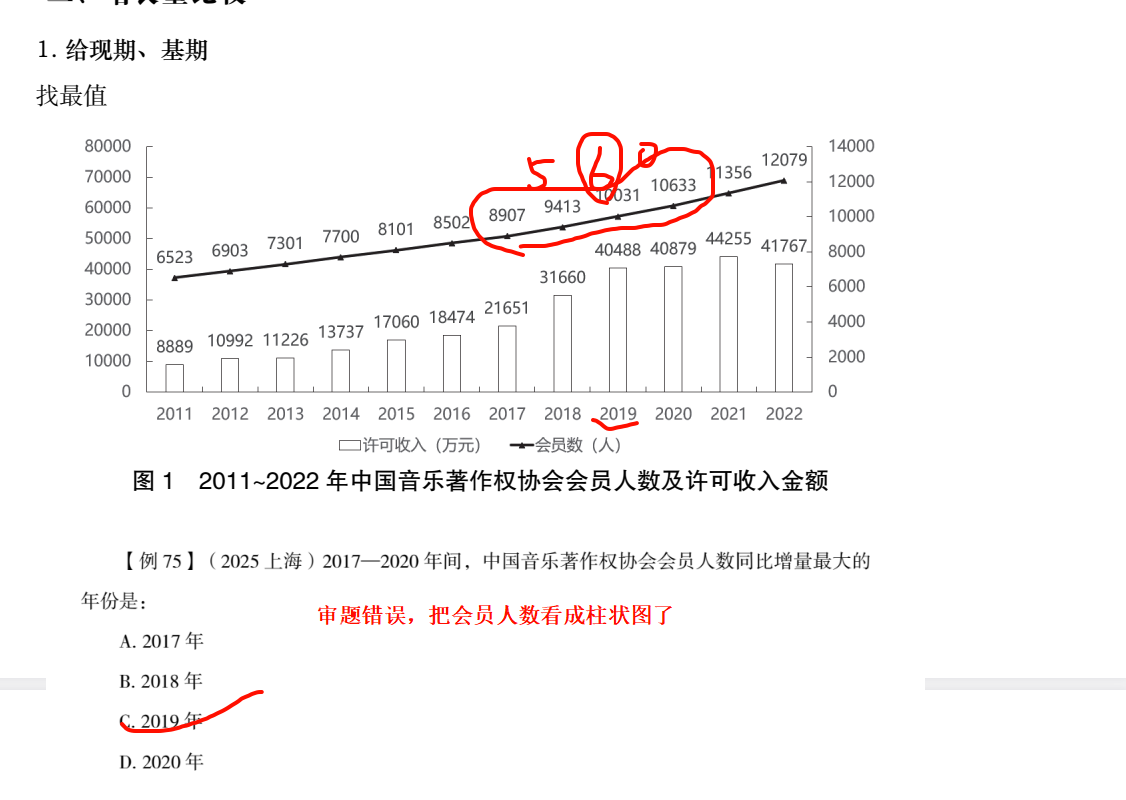 1. 给现期、基期
找最值
5 6 0
80000 70000 60000 50000 40000 30000 20000 10000 0
14000 12000 10000 8000 6000 4000 2000 0
6523 6903 7301 7700 8101 8502 8907 9413 10031 10633 11356 12079
8889 10992 11226 13737 17060 18474 21651 31660 40488 40879 44255 41767
2011 2012 2013 2014 2015 2016 2017 2018 2019 2020 2021 2022
许可收入（万元） 会员数（人）
图 1 2011~2022 年中国音乐著作权协会会员人数及许可收入金额
【例 75】（2025 上海）2017—2020 年间，中国音乐著作权协会会员人数同比增量最大的
年份是：
审题错误，把会员人数看成柱状图了
A. 2017 年
B. 2018 年
C. 2019 年
D. 2020 年